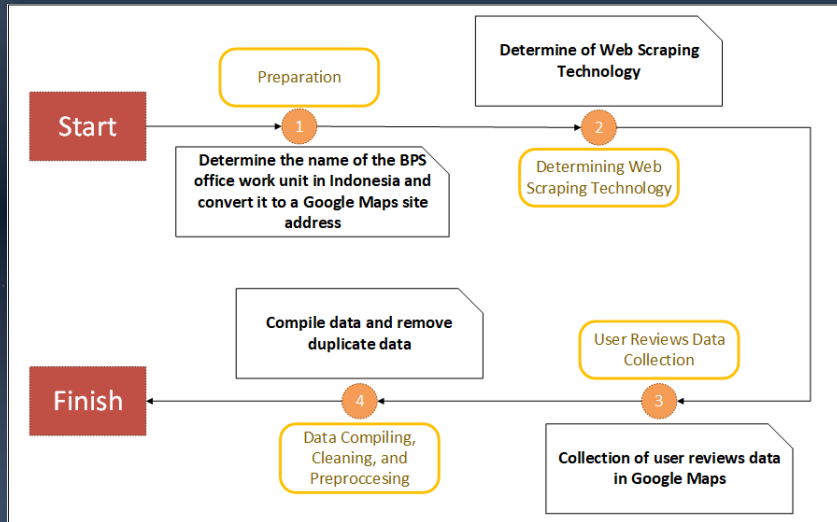 Start
Preparation
1
Determine the name of the BPS
office work unit in Indonesia and
convert it to a Google Maps site
address
Determine of Web Scraping
Technology
2
Determining Web
Scraping Technology
User Reviews Data
Collection
3
Collection of user reviews data
in Google Maps
Compile data and remove
duplicate data
4
Data Compiling,
Cleaning, and
Preproccesing
Finish